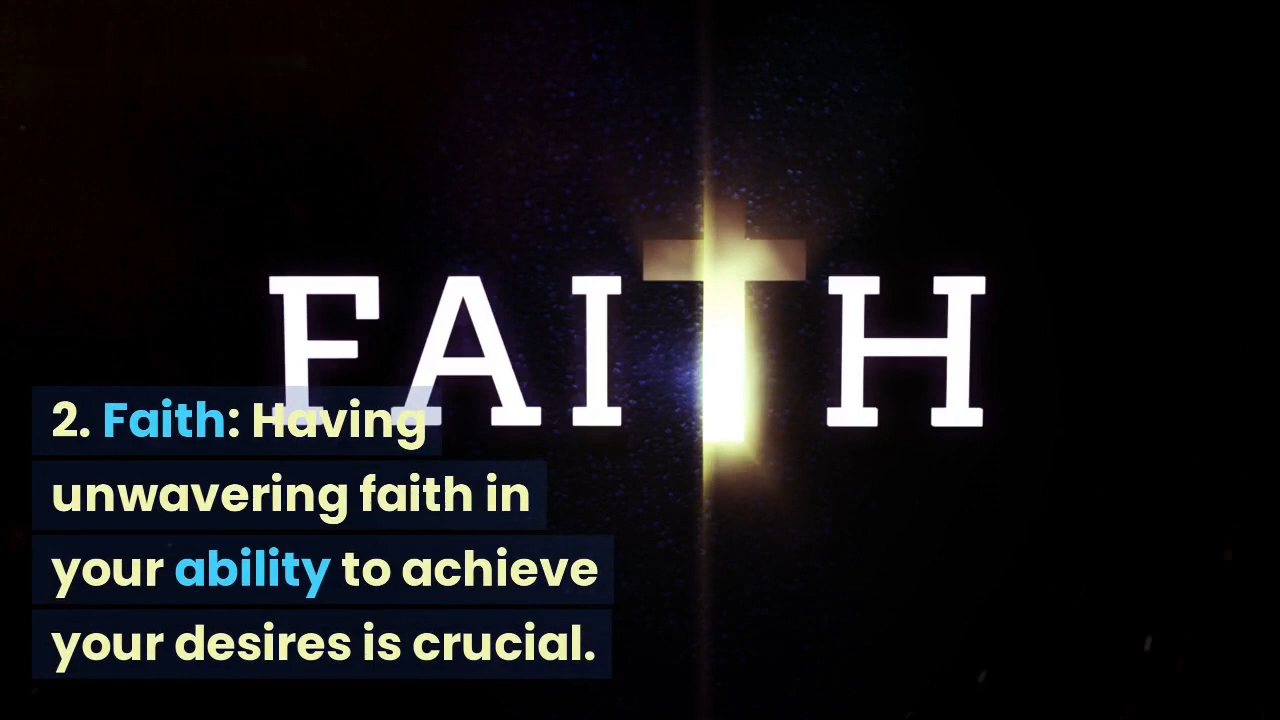 FAITH
2. Faith: Having
unwavering faith in
your ability to achieve
your desires is crucial.